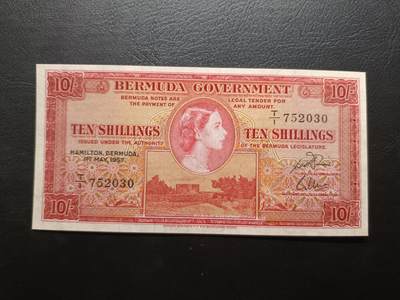 10/-
10/-
BERMUDA GOVERNMENT
BERMUDA NOTES ARE
THE PAYMENT OF
LEGAL TENDER FOR
ANY AMOUNT.
T/1 752030
TEN SHILLINGS
TEN SHILLINGS
ISSUED UNDER THE AUTHORITY
OF THE BERMUDA LEGISLATURE.
HAMILTON, BERMUDA,
1ST MAY, 1957.
T/1 752030
10/-
10/-